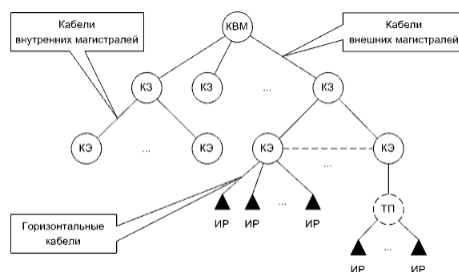 Кабели
внутренних магистралей
КВМ
Кабели
внешних магистралей
КЗ
КЗ
...
КЗ
КЭ
...
КЭ
КЭ
...
КЭ
Горизонтальные
кабели
...
ИР
ИР
ИР
ТП
...
ИР
ИР